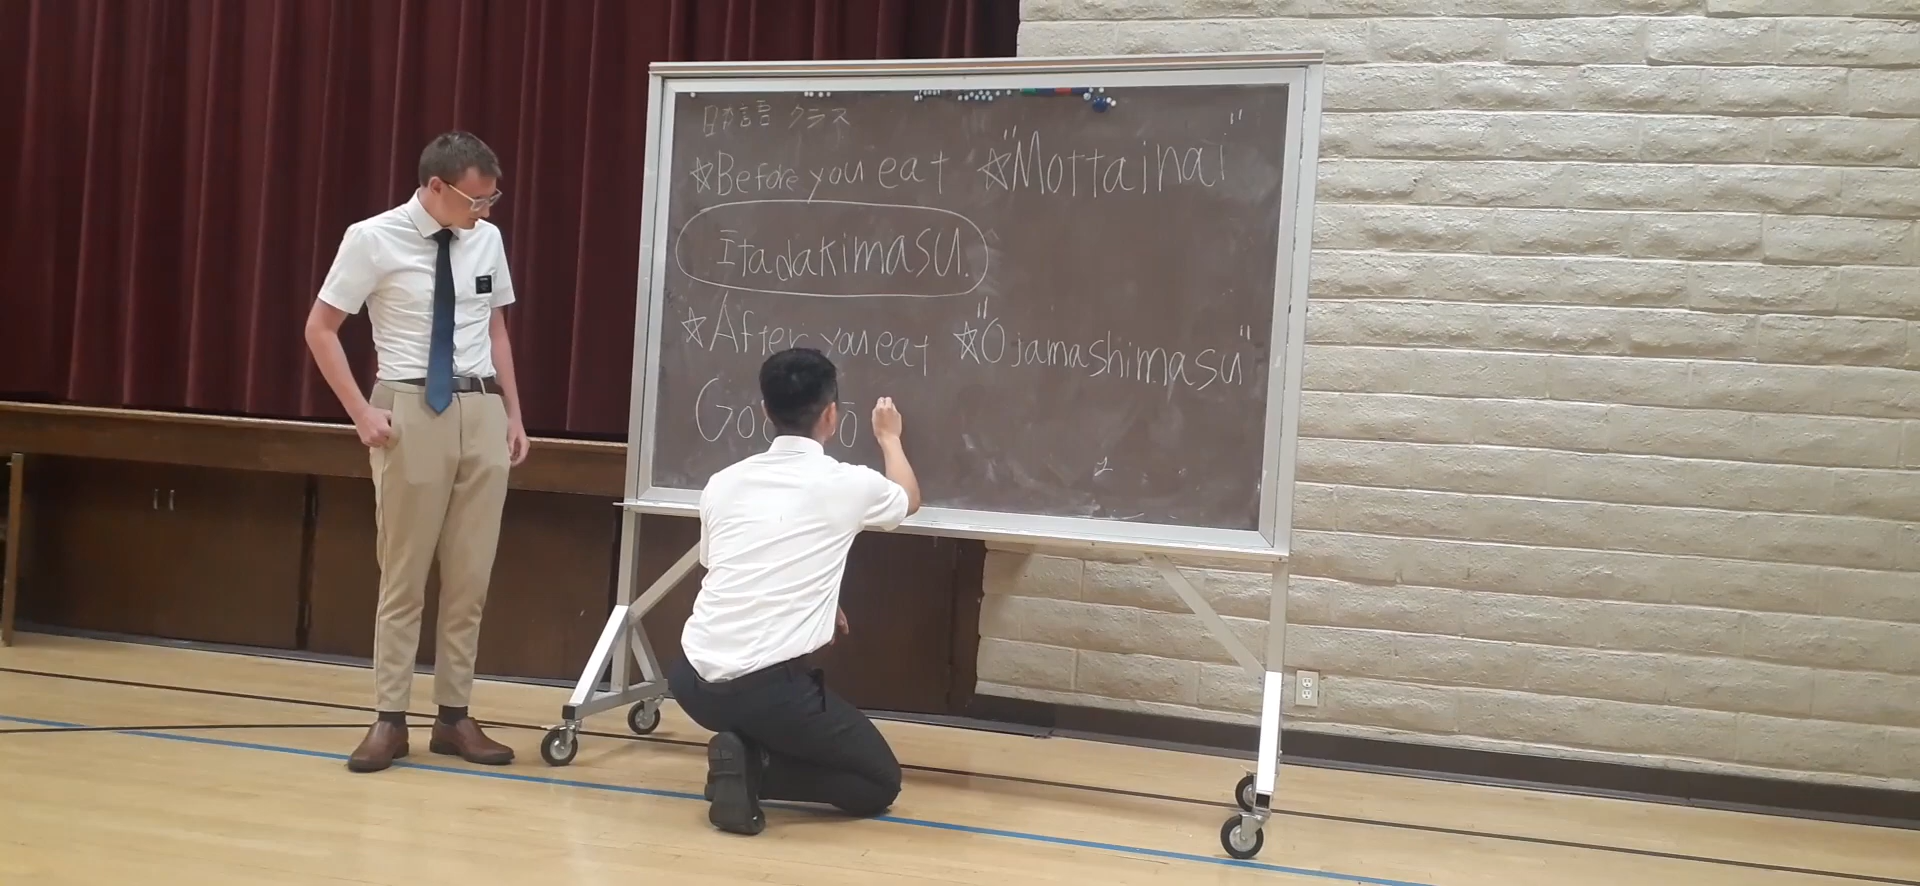 日本語 クラス
☆Before you eat
Itadakimasu.
☆After you eat
☆"Mottainai"
☆"Ojamashimasu"